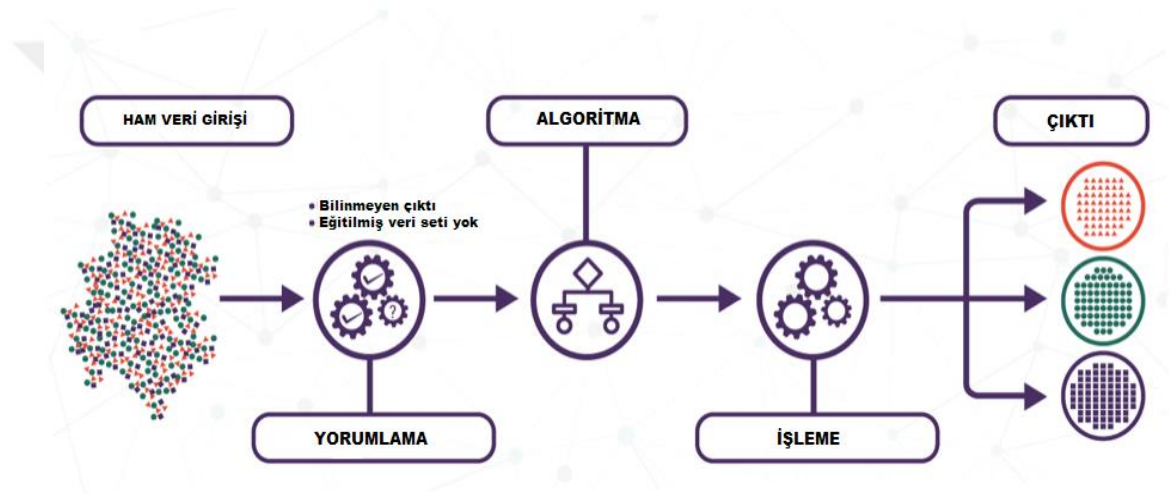 HAM VERİ GİRİŞİ
ALGORİTMA
ÇIKTI
• Bilinmeyen çıktı
• Eğitilmiş veri seti yok
?
YORUMLAMA
İŞLEME